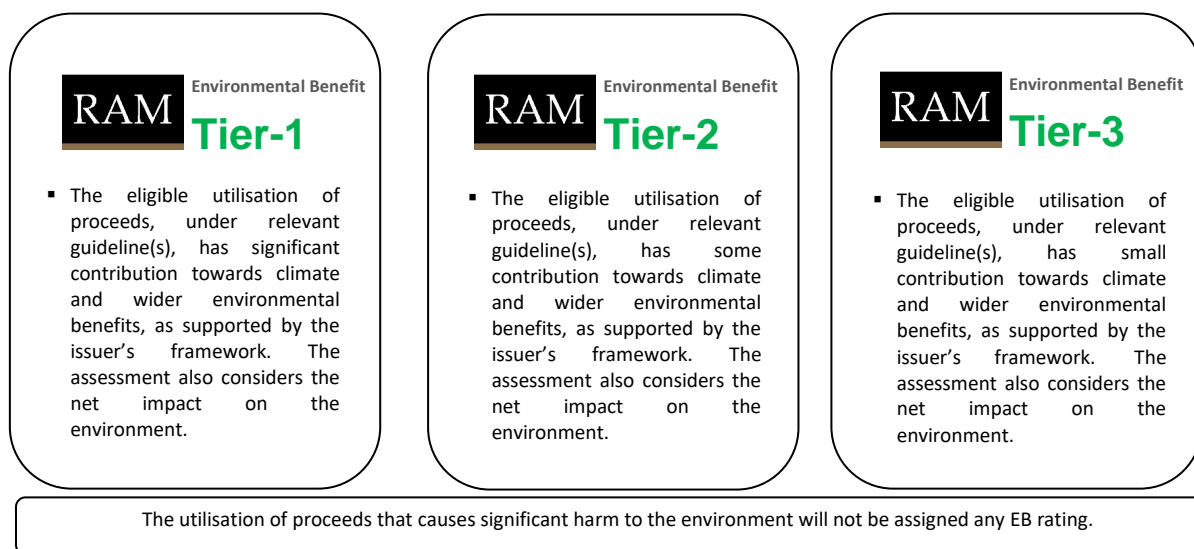 RAM
Environmental Benefit
Tier-1
▪ The eligible utilisation of
proceeds, under relevant
guideline(s), has significant
contribution towards climate
and wider environmental
benefits, as supported by the
issuer’s framework. The
assessment also considers the
net impact on the
environment.
RAM
Environmental Benefit
Tier-2
▪ The eligible utilisation of
proceeds, under relevant
guideline(s), has some
contribution towards climate
and wider environmental
benefits, as supported by the
issuer’s framework. The
assessment also considers the
net impact on the
environment.
RAM
Environmental Benefit
Tier-3
▪ The eligible utilisation of
proceeds, under relevant
guideline(s), has small
contribution towards climate
and wider environmental
benefits, as supported by the
issuer’s framework. The
assessment also considers the
net impact on the
environment.
The utilisation of proceeds that causes significant harm to the environment will not be assigned any EB rating.